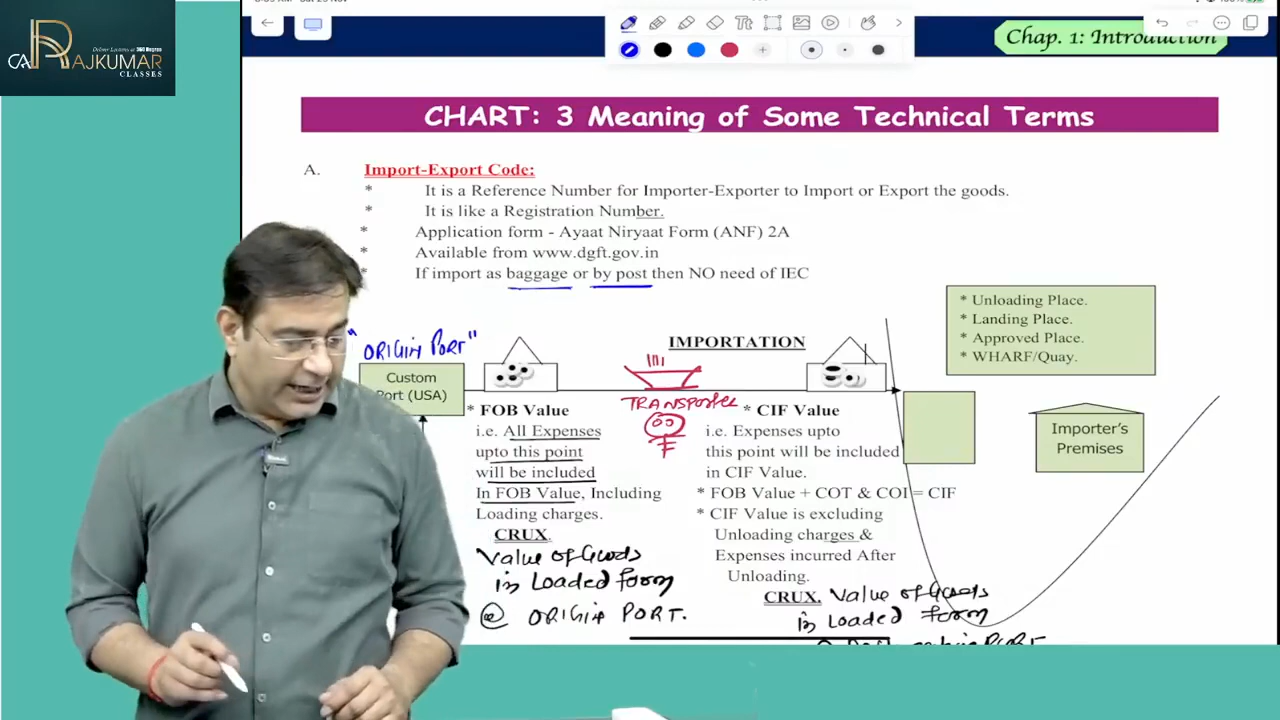 Deliver Lectures at 360 Degree
CA RAJKUMAR
CLASSES
Chap. 1: Introduction
CHART: 3 Meaning of Some Technical Terms
A. Import-Export Code:
* It is a Reference Number for Importer-Exporter to Import or Export the goods.
* It is like a Registration Number.
* Application form - Ayaat Niryaat Form (ANF) 2A
* Available from www.dgft.gov.in
* If import as baggage or by post then NO need of IEC
"ORIGIN PORT"
Custom
Port (USA)
IMPORTATION
TRANSPORTER
* Unloading Place.
* Landing Place.
* Approved Place.
* WHARF/Quay.
Importer's
Premises
* FOB Value
i.e. All Expenses
upto this point
will be included
In FOB Value, Including
Loading charges.
CRUX.
Value of Goods
in Loaded form
@ ORIGIN PORT.
* CIF Value
i.e. Expenses upto
this point will be included
in CIF Value.
* FOB Value + COT & COI = CIF
* CIF Value is excluding
Unloading charges &
Expenses incurred After
Unloading.
CRUX. Value of Goods
in Loaded form